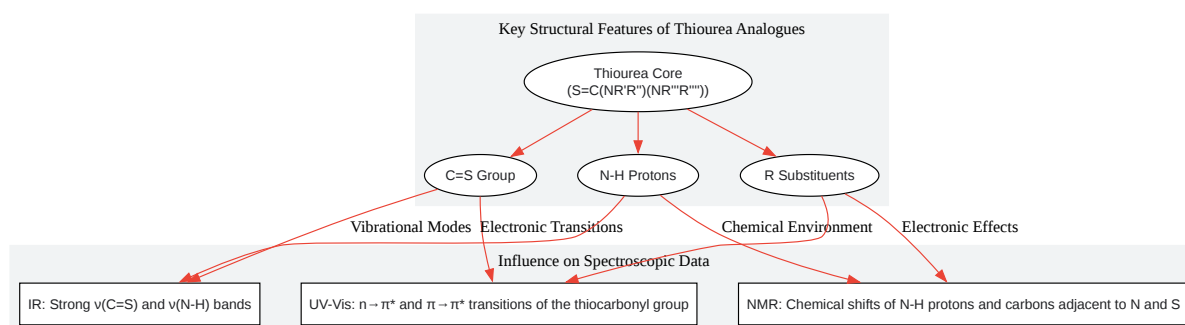 Key Structural Features of Thiourea Analogues
Thiourea Core
(S=C(NR'R")(NR'"R""))
C=S Group
N-H Protons
R Substituents
Vibrational Modes
Electronic Transitions
Chemical Environment
Electronic Effects
Influence on Spectroscopic Data
IR: Strong ν(C=S) and ν(N-H) bands
UV-Vis: n→π* and π→π* transitions of the thiocarbonyl group
NMR: Chemical shifts of N-H protons and carbons adjacent to N and S